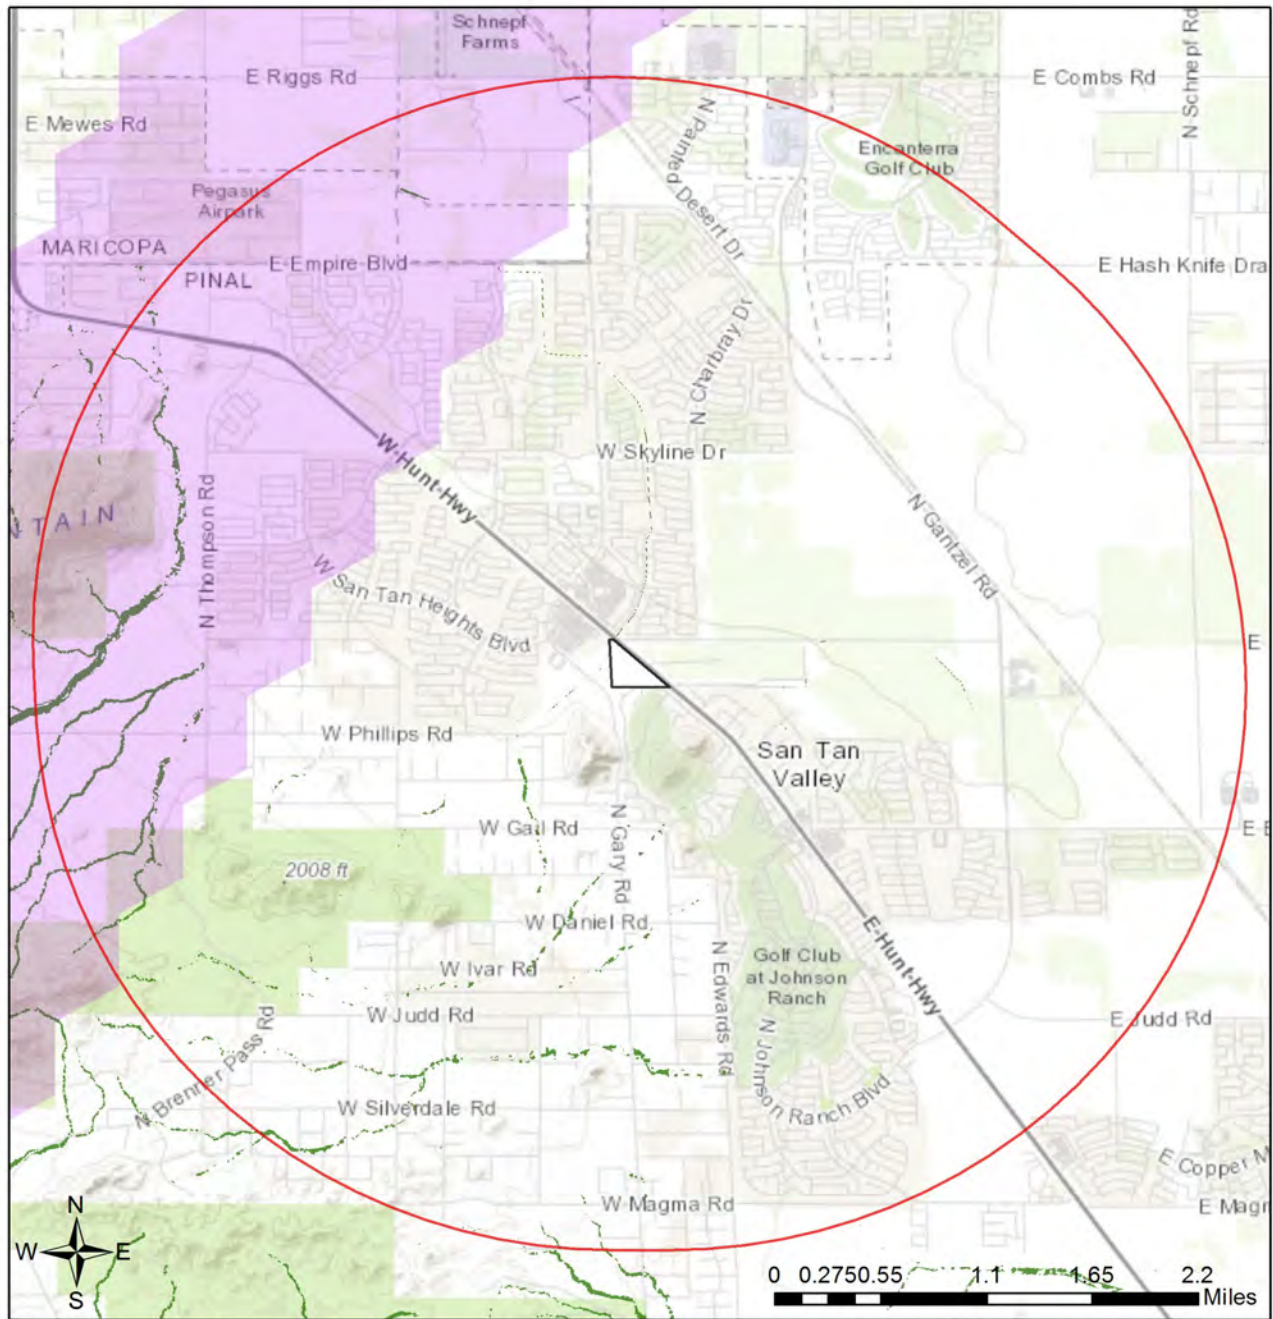 Schnepf
Farms
E Riggs Rd
E Combs Rd
N Schnepf Rd
E Mewes Rd
N Painted Desert Dr
Encanterra
Golf Club
Pegasus
Airpark
MARICOPA
E Empire Blvd
PINAL
E Hash Knife Dra
N Charbray Dr
W Hunt Hwy
W Skyline Dr
NTAIN
N Thompson Rd
N Gantzel Rd
W San Tan Heights Blvd
E
W Phillips Rd
San Tan
Valley
W Gail Rd
N Gary Rd
E E
2008 ft
W Daniel Rd
E Hunt Hwy
N Edwards Rd
Golf Club
at Johnson
Ranch
W Ivar Rd
W Judd Rd
E Judd Rd
N Brenner Pass Rd
N Johnson Ranch Blvd
W Silverdale Rd
E Copper M
W Magma Rd
E Magr
N
W E
S
0 0.275 0.55 1.1 1.65 2.2
Miles